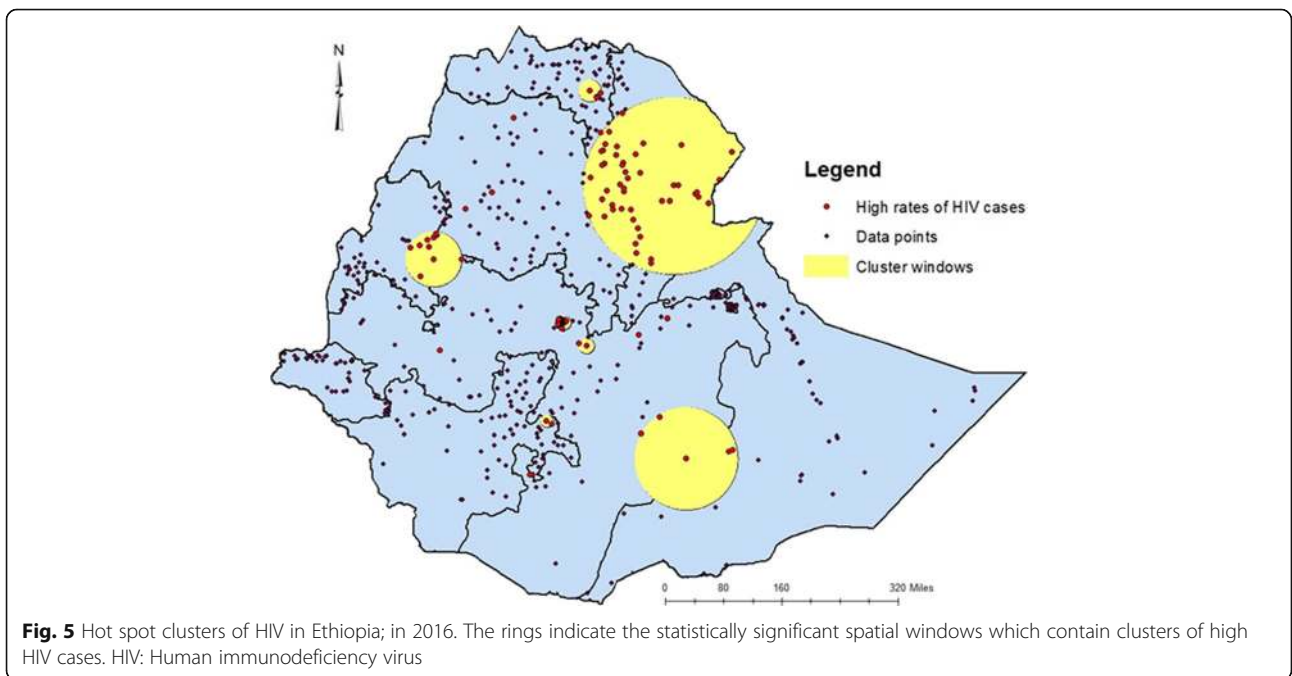 N
Legend
High rates of HIV cases
Data points
Cluster windows
0 80 160 320 Miles
Fig. 5 Hot spot clusters of HIV in Ethiopia; in 2016. The rings indicate the statistically significant spatial windows which contain clusters of high
HIV cases. HIV: Human immunodeficiency virus